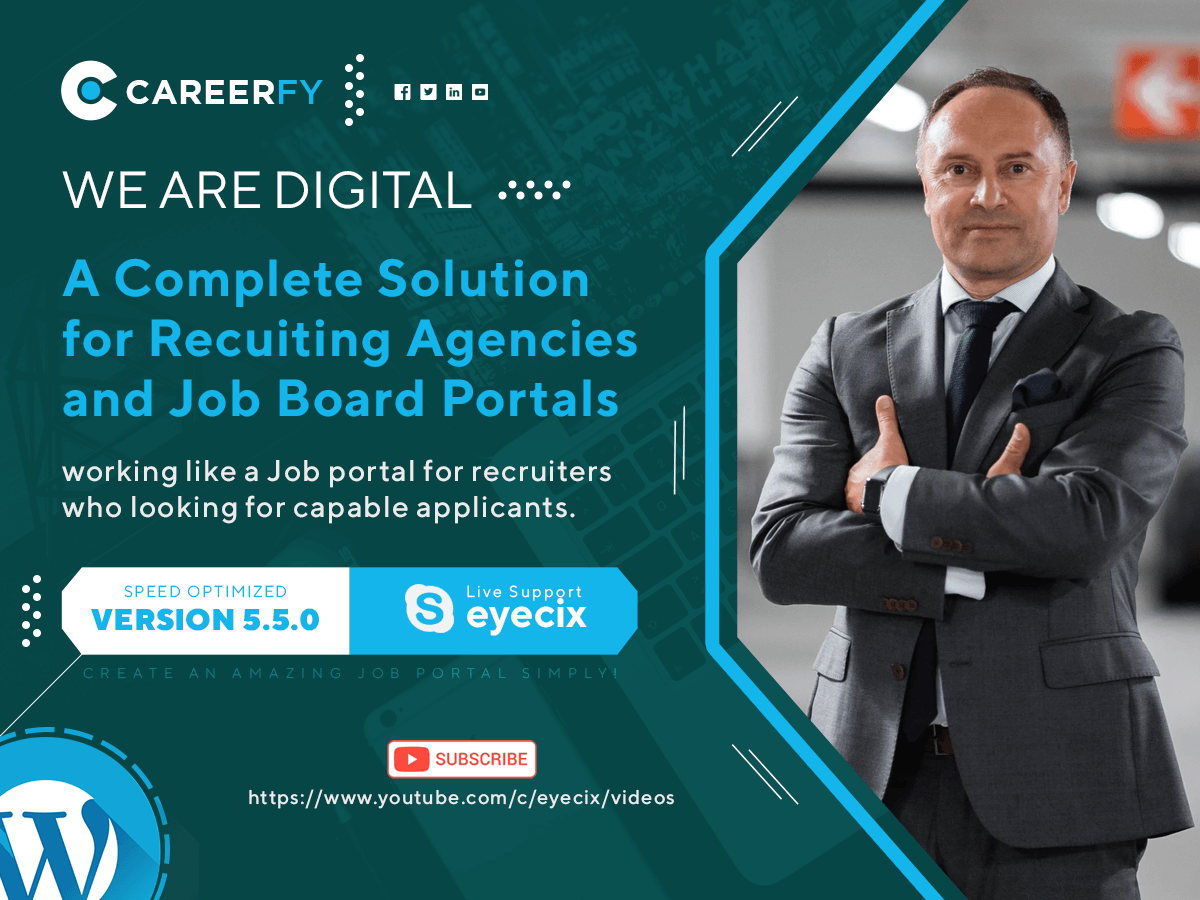 CAREERFY
WE ARE DIGITAL
A Complete Solution
for Recuiting Agencies
and Job Board Portals
working like a Job portal for recruiters
who looking for capable applicants.
SPEED OPTIMIZED
VERSION 5.5.0
Live Support
eyecix
CREATE AN AMAZING JOB PORTAL SIMPLY!
SUBSCRIBE
https://www.youtube.com/c/eyecix/videos